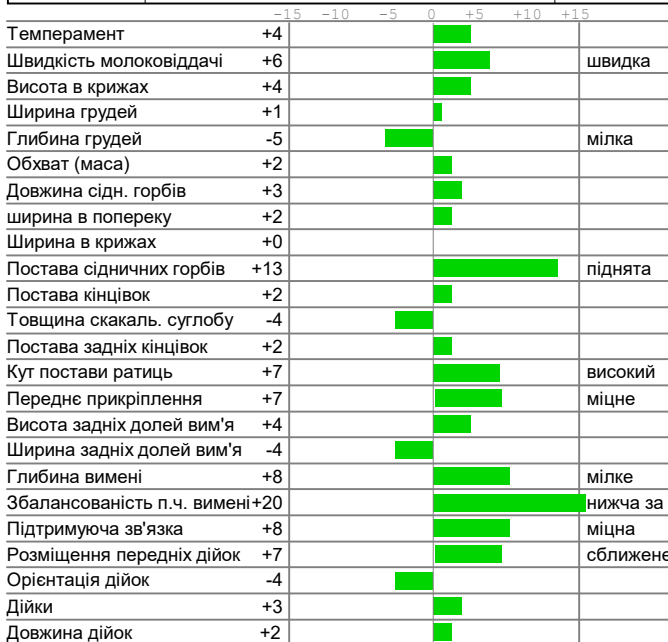 -15 -10 -5 0 +5 +10 +15
Темперамент +4
Швидкість молоковіддачі +6 швидка
Висота в крижах +4
Ширина грудей +1
Глибина грудей -5 мілка
Обхват (маса) +2
Довжина сідн. горбів +3
ширина в попереку +2
Ширина в крижах +0
Постава сідничних горбів +13 піднята
Постава кінцівок +2
Товщина скакаль. суглобу -4
Постава задніх кінцівок +2
Кут постави ратиць +7 високий
Переднє прикріплення +7 міцне
Висота задніх долей вим'я +4
Ширина задніх долей вим'я -4
Глибина вимені +8 мілке
Збалансованість п.ч. вимені+20 нижча за
Підтримуюча зв'язка +8 міцна
Розміщення передніх дійок +7 сближене
Орієнтація дійок -4
Дійки +3
Довжина дійок +2